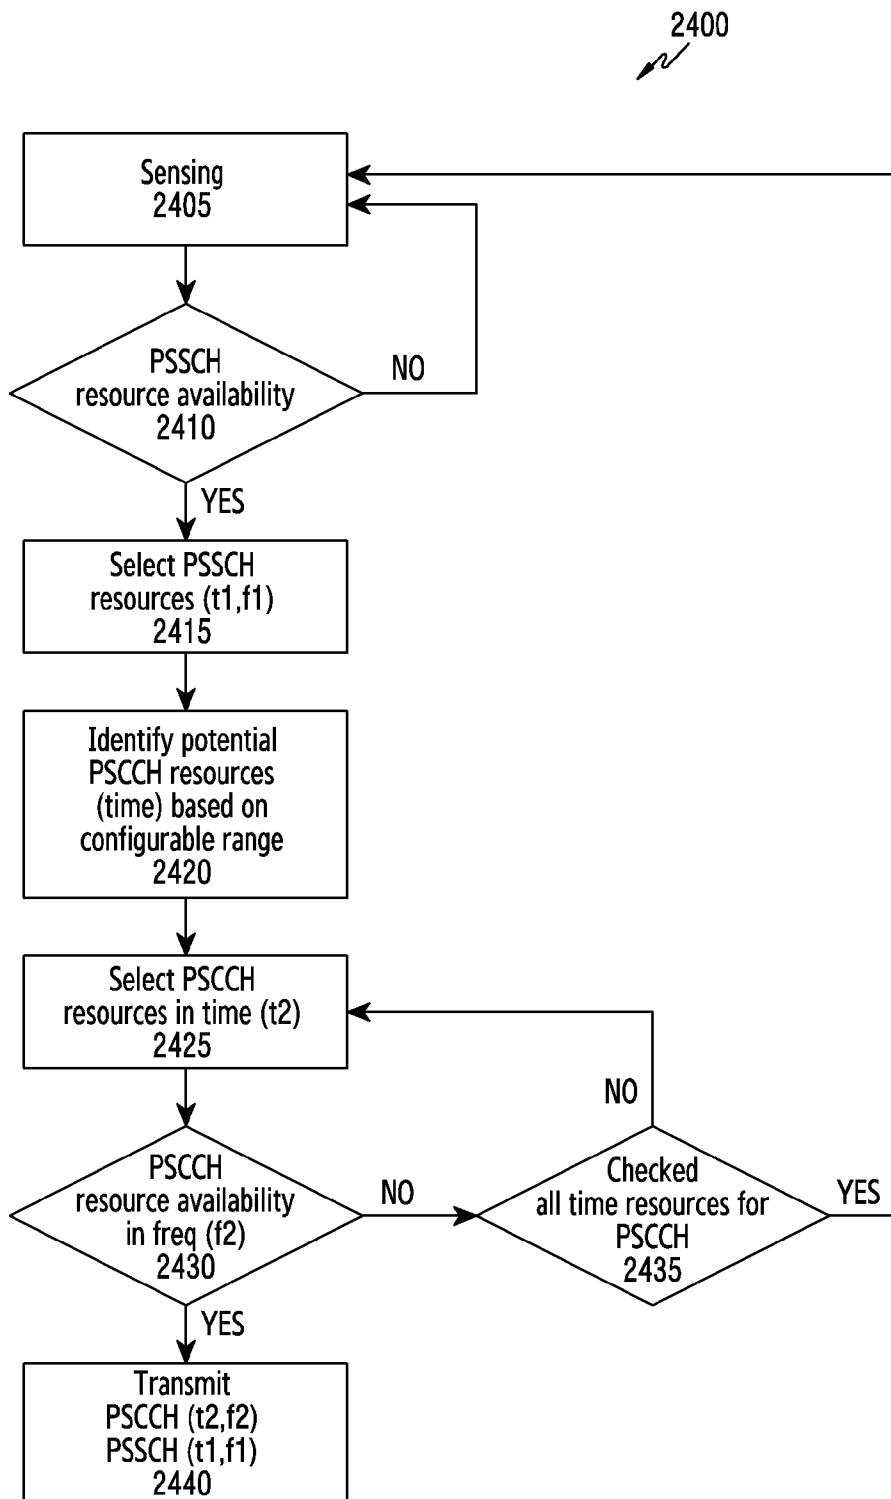 2400
Sensing
2405
PSSCH
resource availability
2410
NO
YES
Select PSSCH
resources (t1,f1)
2415
Identify potential
PSCCH resources
(time) based on
configurable range
2420
Select PSCCH
resources in time (t2)
2425
NO
PSCCH
resource availability
in freq (f2)
2430
NO
Checked
all time resources for
PSCCH
2435
YES
YES
Transmit
PSCCH (t2,f2)
PSSCH (t1,f1)
2440